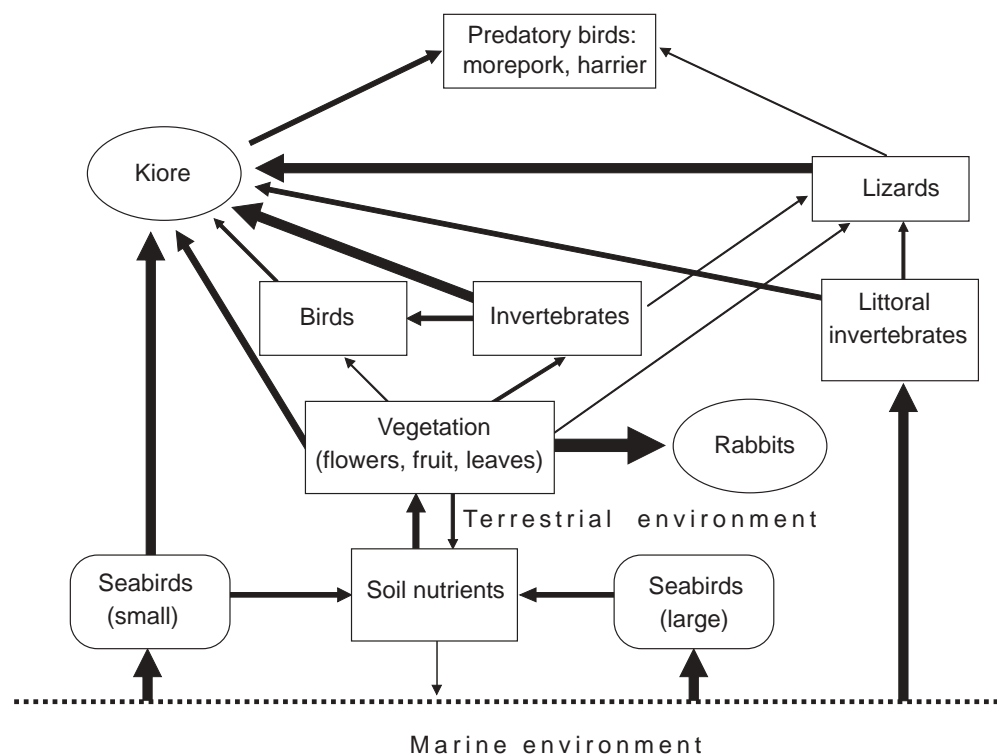 Predatory birds:
morepork, harrier
Kiore
Lizards
Birds
Invertebrates
Littoral
invertebrates
Vegetation
(flowers, fruit, leaves)
Rabbits
Terrestrial environment
Seabirds
(small)
Soil nutrients
Seabirds
(large)
Marine environment